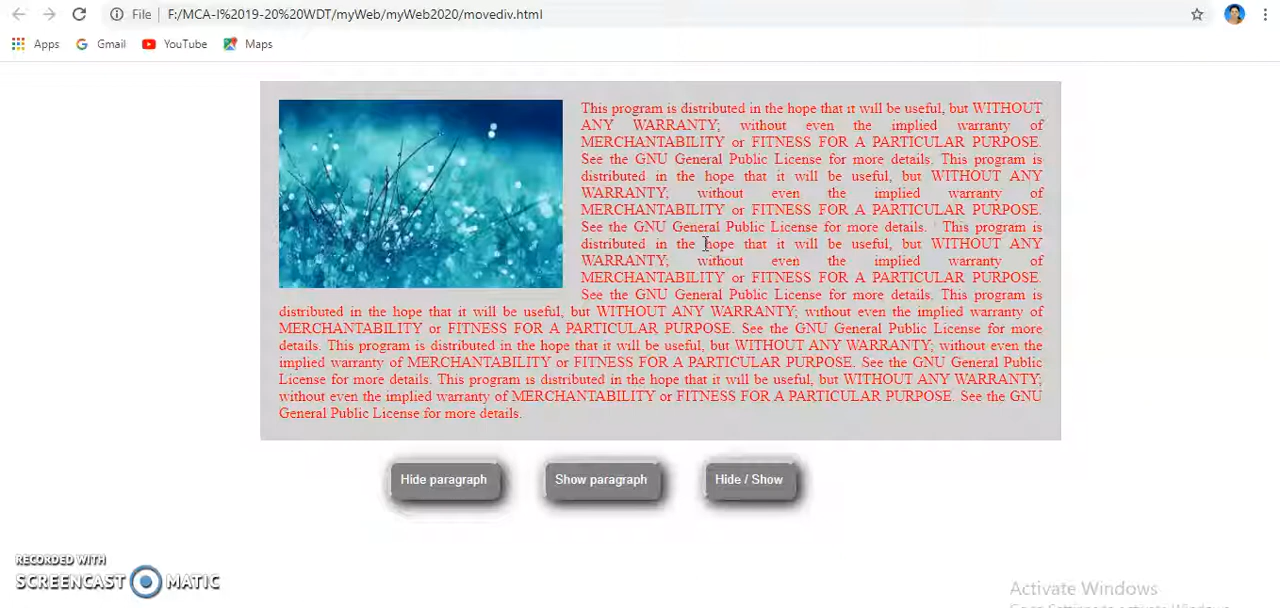 File
F:/MCA-I%2019-20%20WDT/myWeb/myWeb2020/movediv.html
Apps Gmail YouTube Maps
This program is distributed in the hope that it will be useful, but WITHOUT
ANY WARRANTY; without even the implied warranty of
MERCHANTABILITY or FITNESS FOR A PARTICULAR PURPOSE.
See the GNU General Public License for more details. This program is
distributed in the hope that it will be useful, but WITHOUT ANY
WARRANTY; without even the implied warranty of
MERCHANTABILITY or FITNESS FOR A PARTICULAR PURPOSE.
See the GNU General Public License for more details. This program is
distributed in the hope that it will be useful, but WITHOUT ANY
WARRANTY; without even the implied warranty of
MERCHANTABILITY or FITNESS FOR A PARTICULAR PURPOSE.
See the GNU General Public License for more details. This program is
distributed in the hope that it will be useful, but WITHOUT ANY WARRANTY; without even the implied warranty of
MERCHANTABILITY or FITNESS FOR A PARTICULAR PURPOSE. See the GNU General Public License for more
details. This program is distributed in the hope that it will be useful, but WITHOUT ANY WARRANTY; without even the
implied warranty of MERCHANTABILITY or FITNESS FOR A PARTICULAR PURPOSE. See the GNU General Public
License for more details. This program is distributed in the hope that it will be useful, but WITHOUT ANY WARRANTY;
without even the implied warranty of MERCHANTABILITY or FITNESS FOR A PARTICULAR PURPOSE. See the GNU
General Public License for more details.
Hide paragraph Show paragraph Hide / Show
RECORDED WITH
SCREENCAST MATIC
Activate Windows